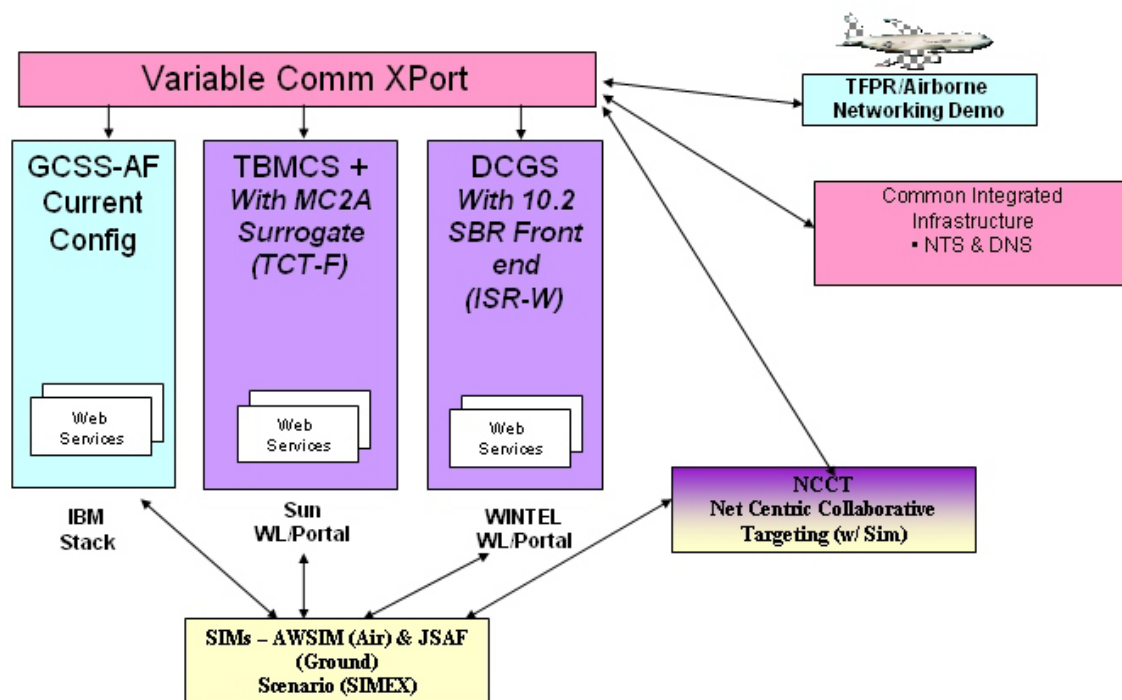 Variable Comm XPort
TFPR/Airborne
Networking Demo
GCSS-AF
Current
Config
Web
Services
IBM
Stack
TBMCS +
With MC2A
Surrogate
(TCT-F)
Web
Services
Sun
WL/Portal
DCGS
With 10.2
SBR Front
end
(ISR-W)
Web
Services
WINTEL
WL/Portal
Common Integrated
Infrastructure
▪ NTS & DNS
NCCT
Net Centric Collaborative
Targeting (w/ Sim)
SIMs – AWSIM (Air) & JSAF
(Ground)
Scenario (SIMEX)